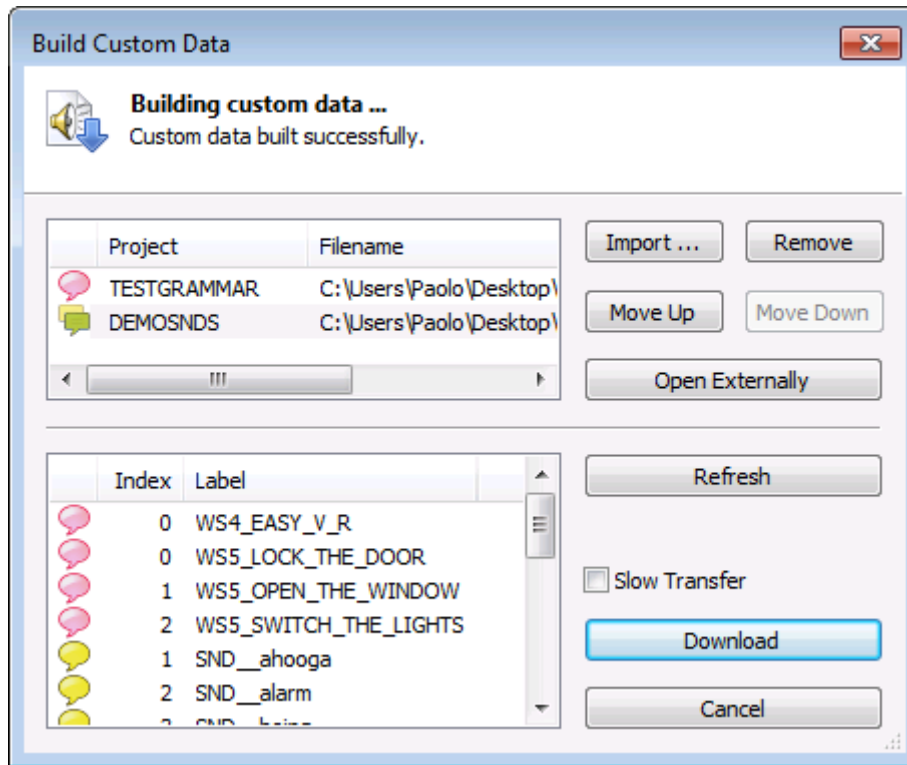 Build Custom Data
Building custom data ...
Custom data built successfully.
Project Filename
TESTGRAMMAR C:\Users\Paolo\Desktop\
DEMOSNDS C:\Users\Paolo\Desktop\
Import ... Remove
Move Up Move Down
Open Externally
Index Label
0 WS4_EASY_V_R
0 WS5_LOCK_THE_DOOR
1 WS5_OPEN_THE_WINDOW
2 WS5_SWITCH_THE_LIGHTS
1 SND__ahooga
2 SND__alarm
Refresh
Slow Transfer
Download
Cancel